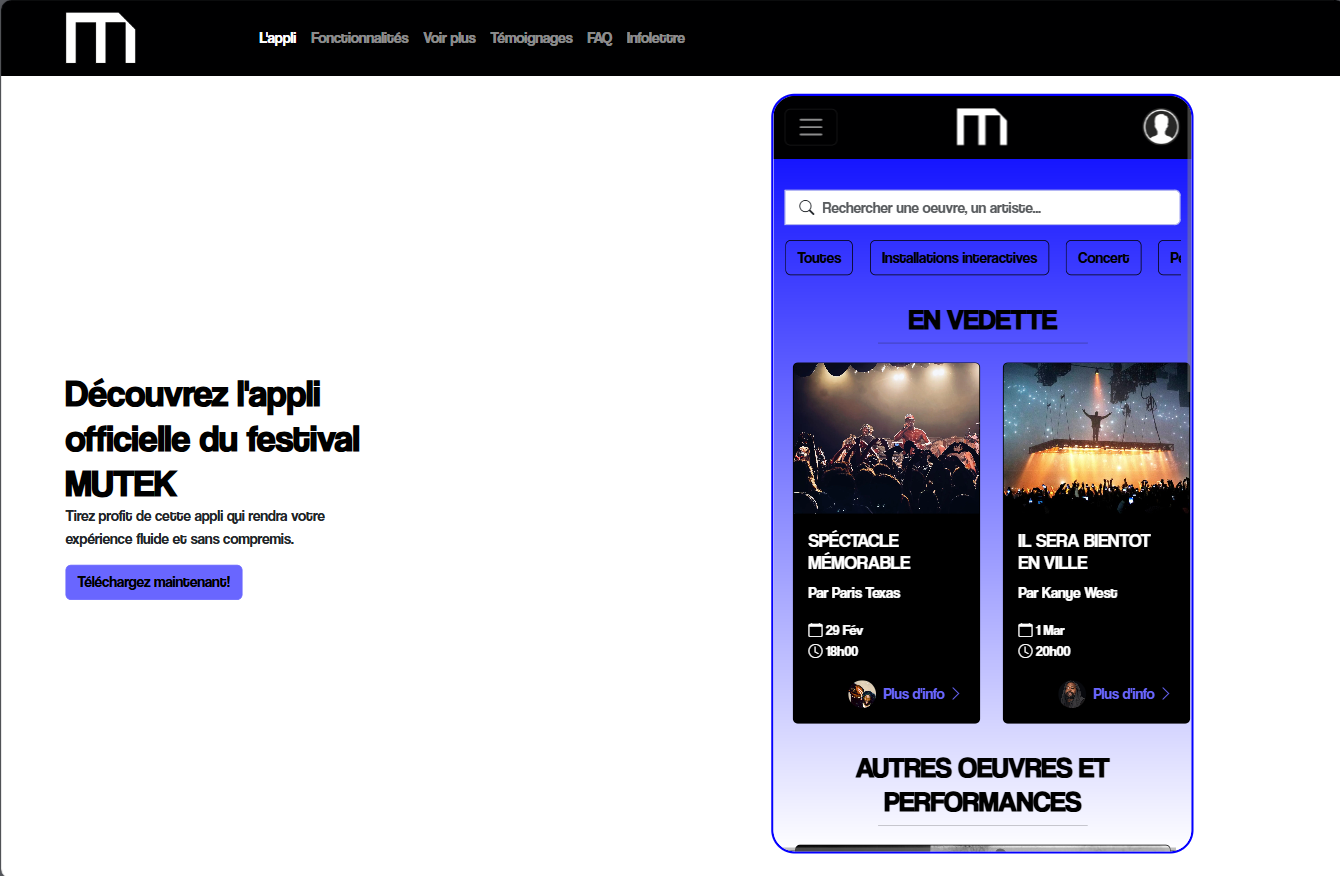 L'appli Fonctionnalités Voir plus Témoignages FAQ Infolettre
Découvrez l'appli
officielle du festival
MUTEK
Tirez profit de cette appli qui rendra votre
expérience fluide et sans compremis.
Téléchargez maintenant!
Rechercher une oeuvre, un artiste...
Toutes Installations interactives Concert
EN VEDETTE
SPÉCTACLE
MÉMORABLE
Par Paris Texas
29 Fév
18h00
Plus d'info
IL SERA BIENTOT
EN VILLE
Par Kanye West
1 Mar
20h00
Plus d'info
AUTRES OEUVRES ET
PERFORMANCES